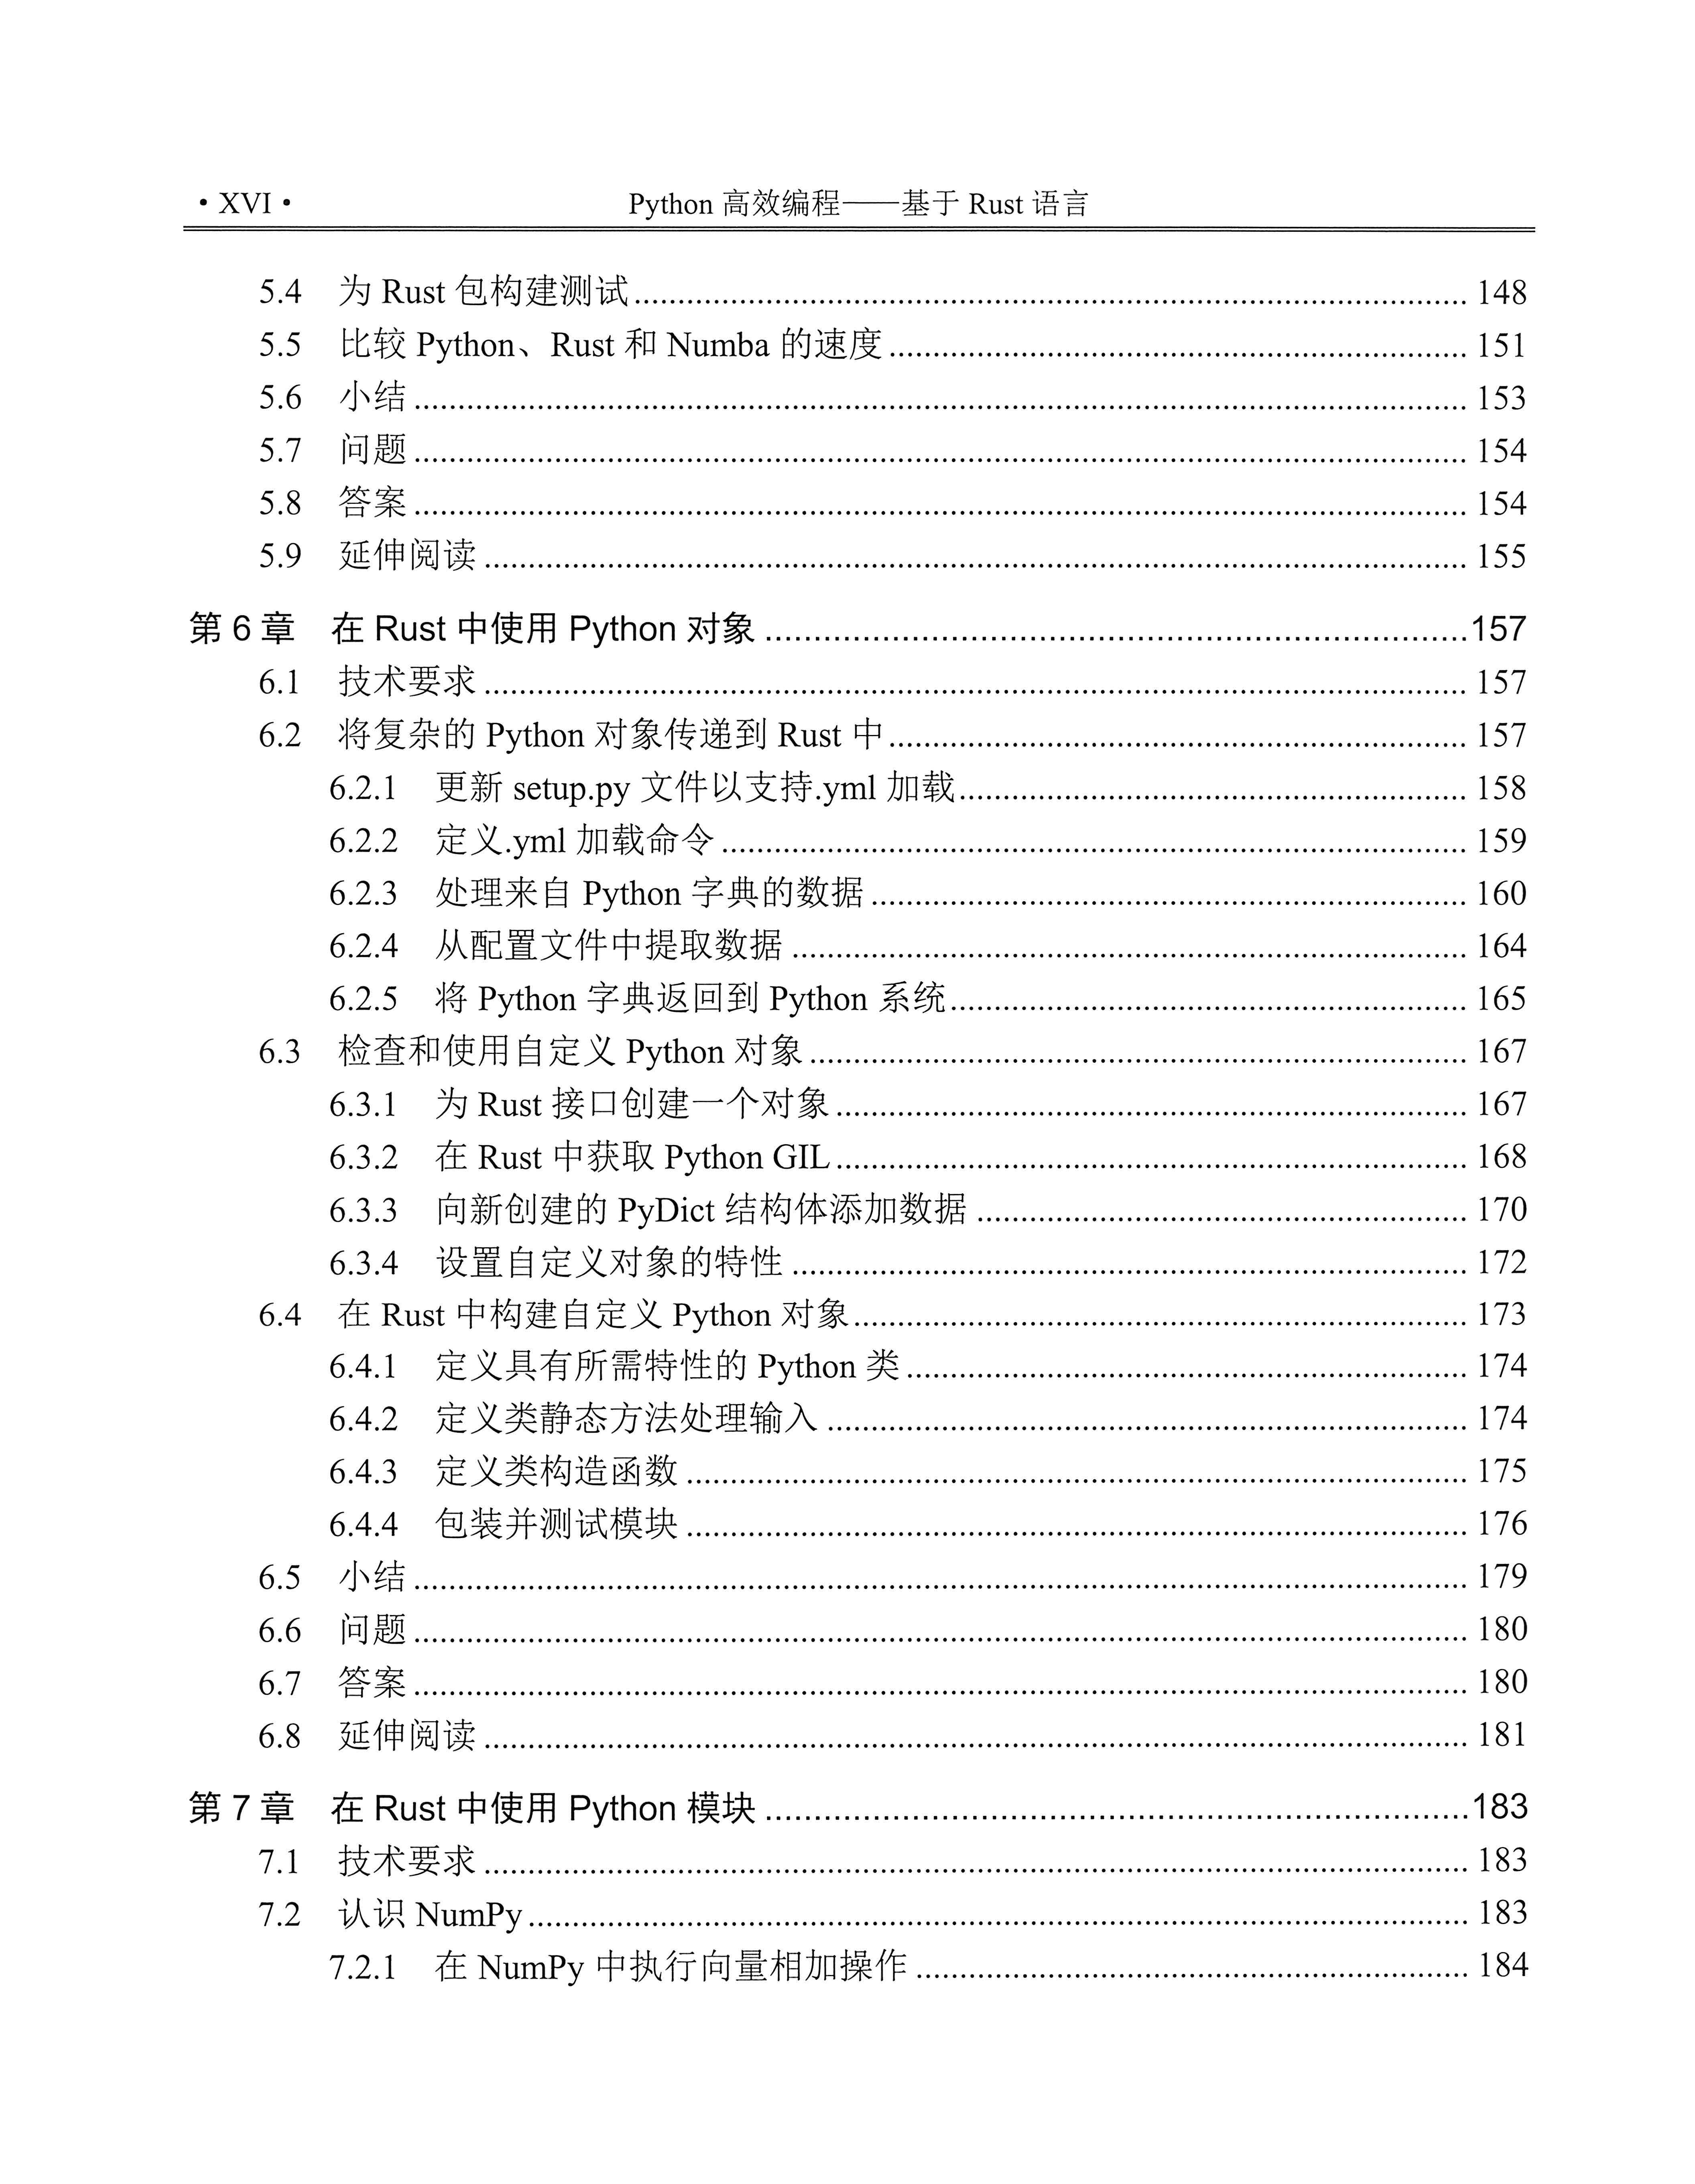 • XVI •  Python 高效编程——基于 Rust 语言
5.4 为 Rust 包构建测试 148
5.5 比较 Python、Rust 和 Numba 的速度 151
5.6 小结 153
5.7 问题 154
5.8 答案 154
5.9 延伸阅读 155
第 6 章 在 Rust 中使用 Python 对象 157
6.1 技术要求 157
6.2 将复杂的 Python 对象传递到 Rust 中 157
6.2.1 更新 setup.py 文件以支持.yml 加载 158
6.2.2 定义.yml 加载命令 159
6.2.3 处理来自 Python 字典的数据 160
6.2.4 从配置文件中提取数据 164
6.2.5 将 Python 字典返回到 Python 系统 165
6.3 检查和使用自定义 Python 对象 167
6.3.1 为 Rust 接口创建一个对象 167
6.3.2 在 Rust 中获取 Python GIL 168
6.3.3 向新创建的 PyDict 结构体添加数据 170
6.3.4 设置自定义对象的特性 172
6.4 在 Rust 中构建自定义 Python 对象 173
6.4.1 定义具有所需特性的 Python 类 174
6.4.2 定义类静态方法处理输入 174
6.4.3 定义类构造函数 175
6.4.4 包装并测试模块 176
6.5 小结 179
6.6 问题 180
6.7 答案 180
6.8 延伸阅读 181
第 7 章 在 Rust 中使用 Python 模块 183
7.1 技术要求 183
7.2 认识 NumPy 183
7.2.1 在 NumPy 中执行向量相加操作 184